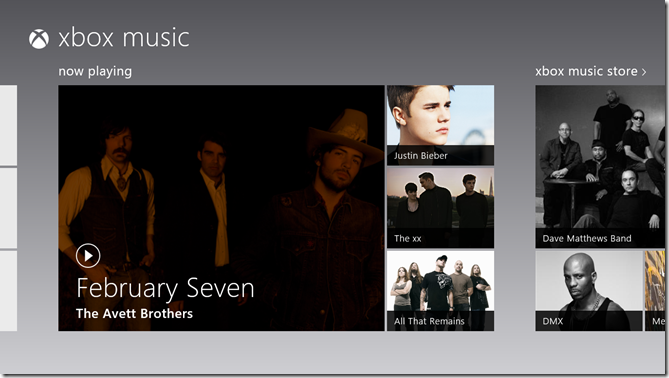 xbox music
now playing
February Seven
The Avett Brothers
Justin Bieber
The xx
All That Remains
xbox music store ›
Dave Matthews Band
DMX
Me